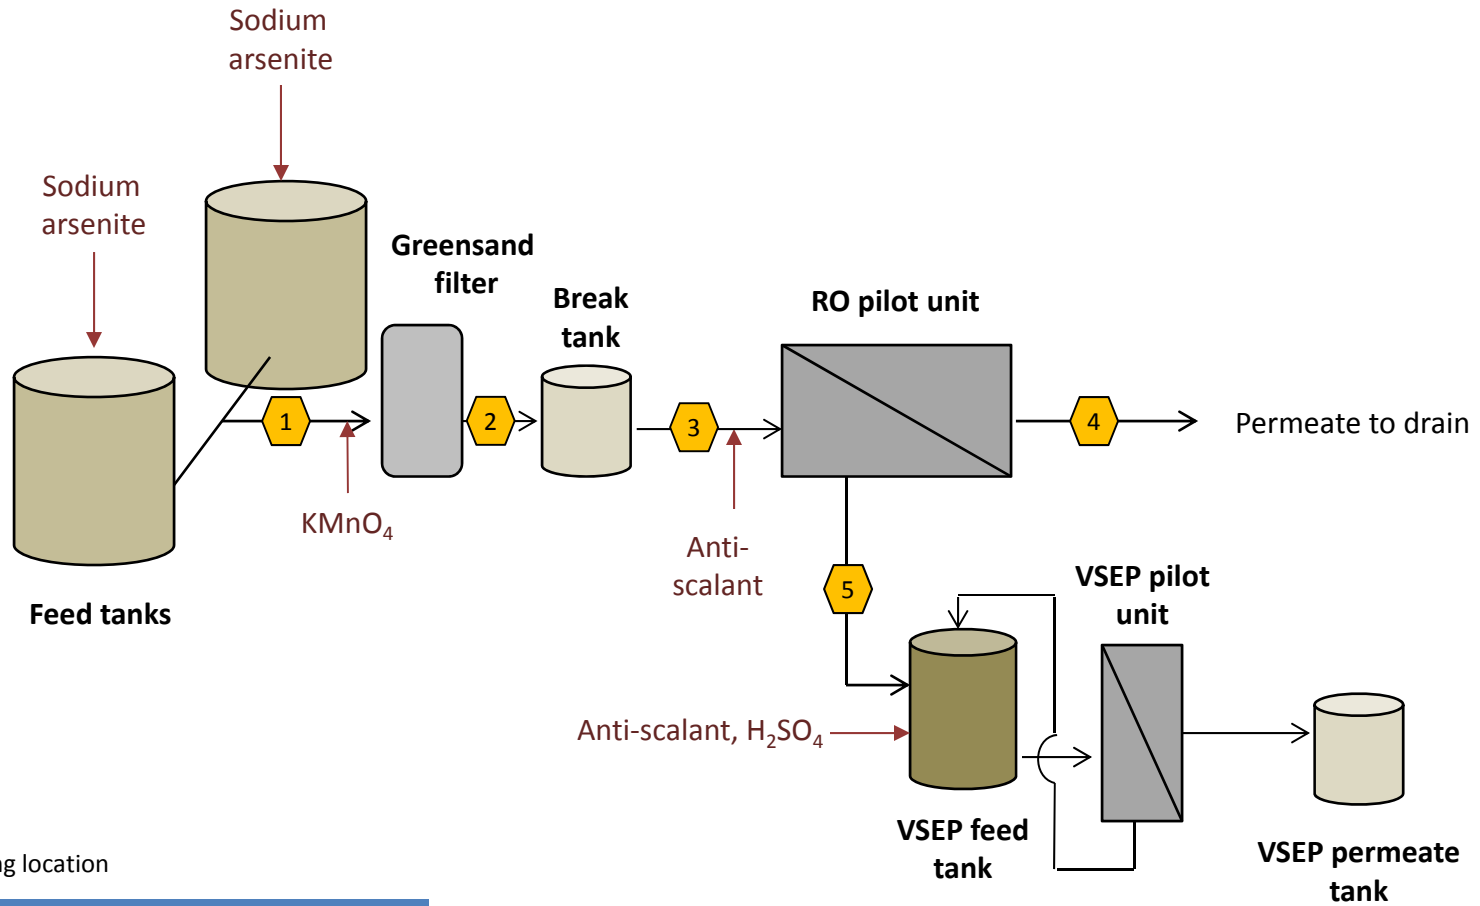 Sodium
arsenite
Sodium
arsenite
Greensand
filter
Break
tank
RO pilot unit
1
2
3
4
Permeate to drain
KMnO₄
Anti-
scalant
5
VSEP pilot
unit
Feed tanks
Anti-scalant, H₂SO₄
VSEP feed
tank
VSEP permeate
tank
location